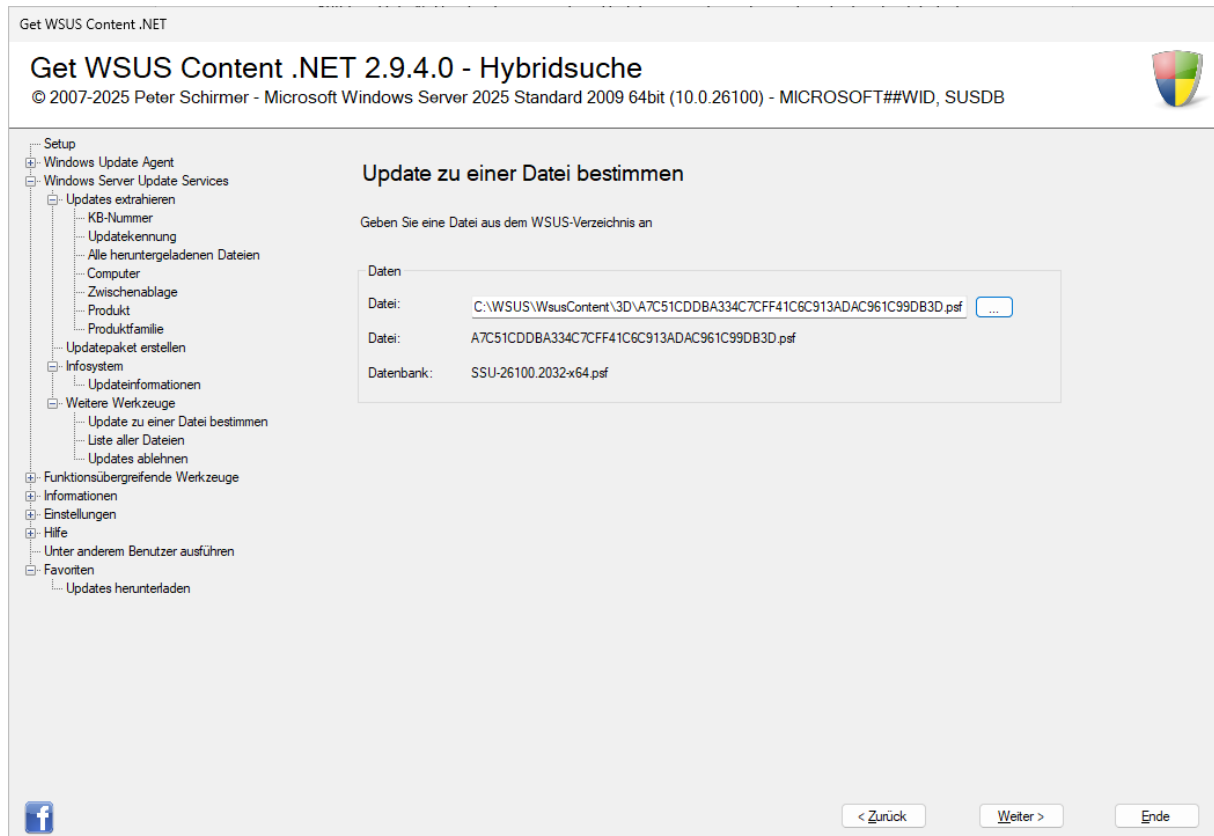 Get WSUS Content .NET
Get WSUS Content .NET 2.9.4.0 - Hybridsuche
© 2007-2025 Peter Schirmer - Microsoft Windows Server 2025 Standard 2009 64bit (10.0.26100) - MICROSOFT##WID, SUSDB
Setup
Windows Update Agent
Windows Server Update Services
Updates extrahieren
KB-Nummer
Updatekennung
Alle heruntergeladenen Dateien
Computer
Zwischenablage
Produkt
Produktfamilie
Updatepaket erstellen
Infosystem
Updateinformationen
Weitere Werkzeuge
Update zu einer Datei bestimmen
Liste aller Dateien
Updates ablehnen
Funktionsübergreifende Werkzeuge
Informationen
Einstellungen
Hilfe
Unter anderem Benutzer ausführen
Favoriten
Updates herunterladen
Update zu einer Datei bestimmen
Geben Sie eine Datei aus dem WSUS-Verzeichnis an
Daten
Datei: C:\WSUS\WsusContent\3D\A7C51CDDBA334C7CFF41C6C913ADAC961C99DB3D.psf ...
Datei: A7C51CDDBA334C7CFF41C6C913ADAC961C99DB3D.psf
Datenbank: SSU-26100.2032-x64.psf
< Zurück Weiter > Ende